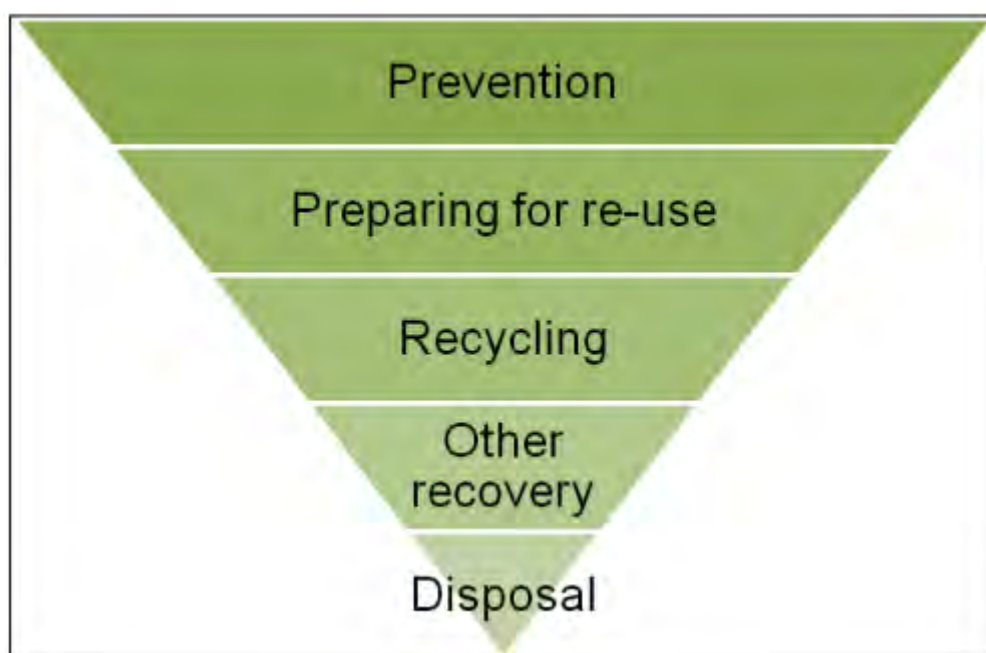 Prevention
Preparing for re-use
Recycling
Other
recovery
Disposal